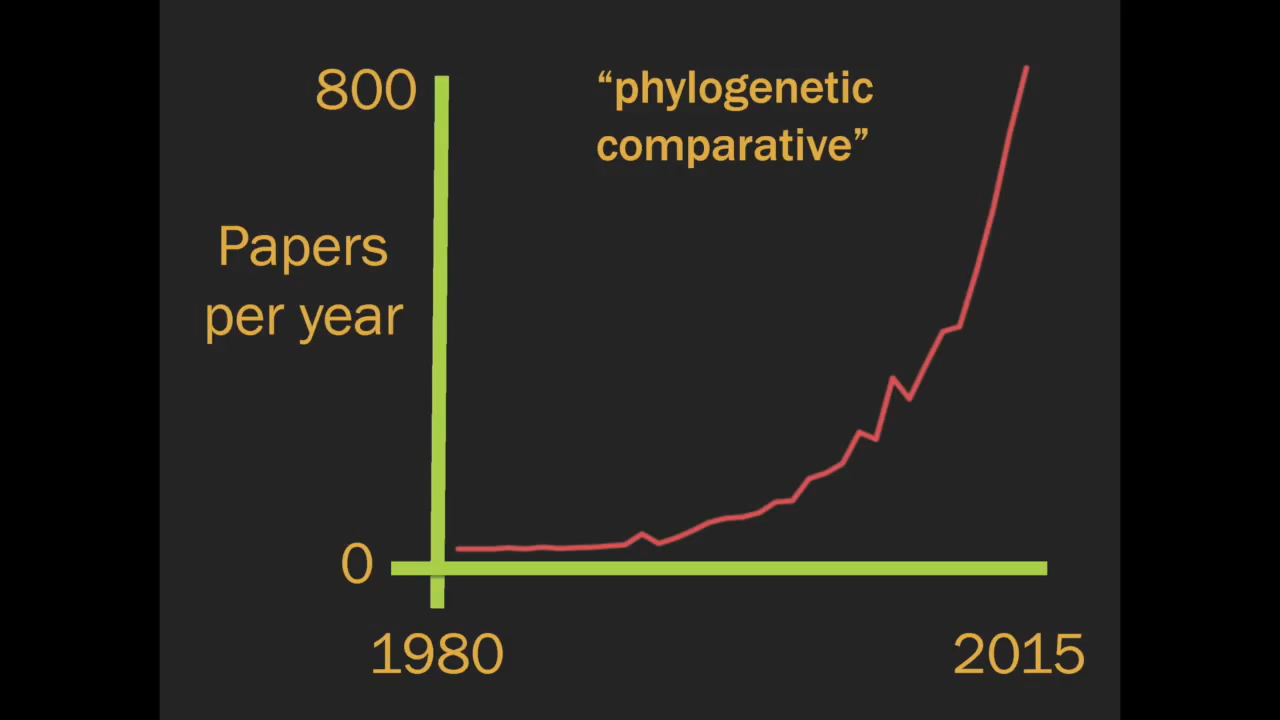 800
“phylogenetic
comparative”
Papers
per year
0
1980
2015